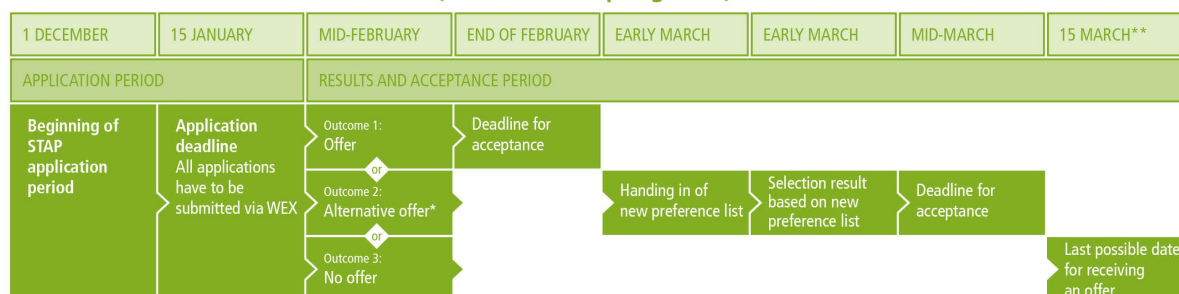 1 DECEMBER
15 JANUARY
MID-FEBRUARY
END OF FEBRUARY
EARLY MARCH
EARLY MARCH
MID-MARCH
15 MARCH**
APPLICATION PERIOD
RESULTS AND ACCEPTANCE PERIOD
Beginning of
STAP
application
period
Application
deadline
All applications
have to be
submitted via WEX
Outcome 1:
Offer
or
Outcome 2:
Alternative offer*
or
Outcome 3:
No offer
Deadline for
acceptance
Handing in of
new preference list
Selection result
based on new
preference list
Deadline for
acceptance
Last possible date
for receiving
an offer